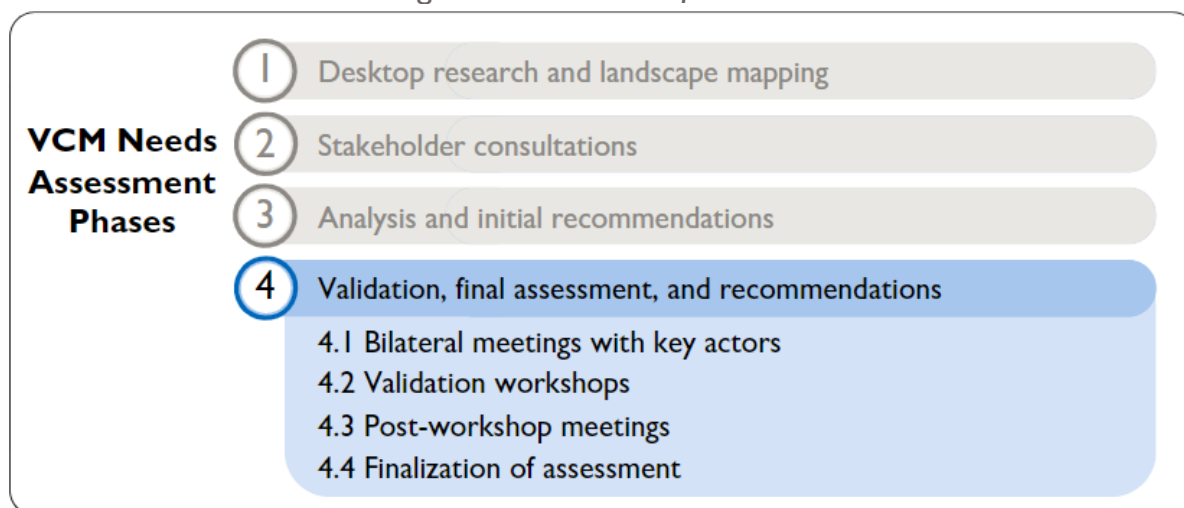 VCM Needs
Assessment
Phases
1 Desktop research and landscape mapping
2 Stakeholder consultations
3 Analysis and initial recommendations
4 Validation, final assessment, and recommendations
4.1 Bilateral meetings with key actors
4.2 Validation workshops
4.3 Post-workshop meetings
4.4 Finalization of assessment